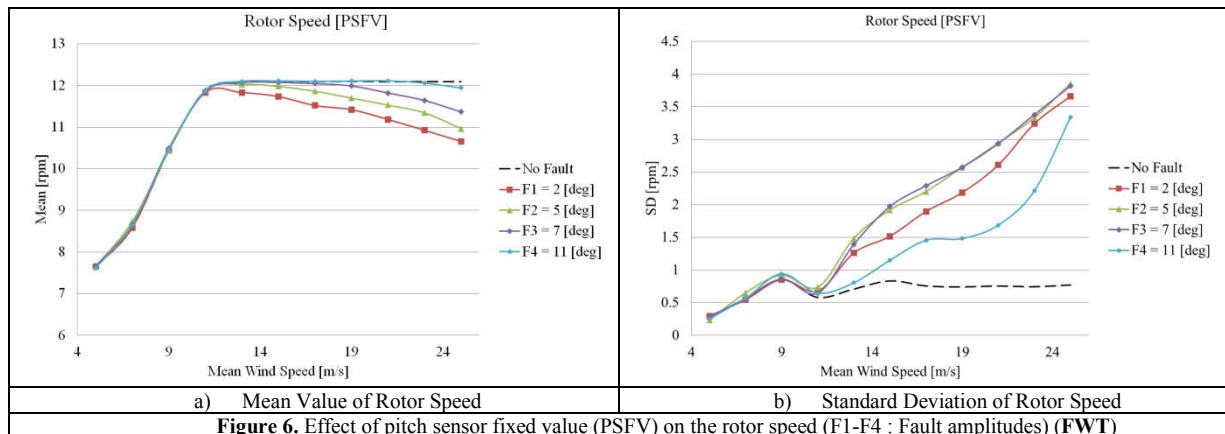 Rotor Speed [PSFV]
13
12
11
10
9
8
7
6
Mean [rpm]
4
9
14
19
24
Mean Wind Speed [m/s]
No Fault
F1 = 2 [deg]
F2 = 5 [deg]
F3 = 7 [deg]
F4 = 11 [deg]
Rotor Speed [PSFV]
4.5
4
3.5
3
2.5
2
1.5
1
0.5
0
SD [rpm]
4
9
14
19
24
Mean Wind Speed [m/s]
No Fault
F1 = 2 [deg]
F2 = 5 [deg]
F3 = 7 [deg]
F4 = 11 [deg]
a) Mean Value of Rotor Speed
b) Standard Deviation of Rotor Speed
Figure 6. Effect of pitch sensor fixed value (PSFV) on the rotor speed (F1-F4 : Fault amplitudes) (FWT)